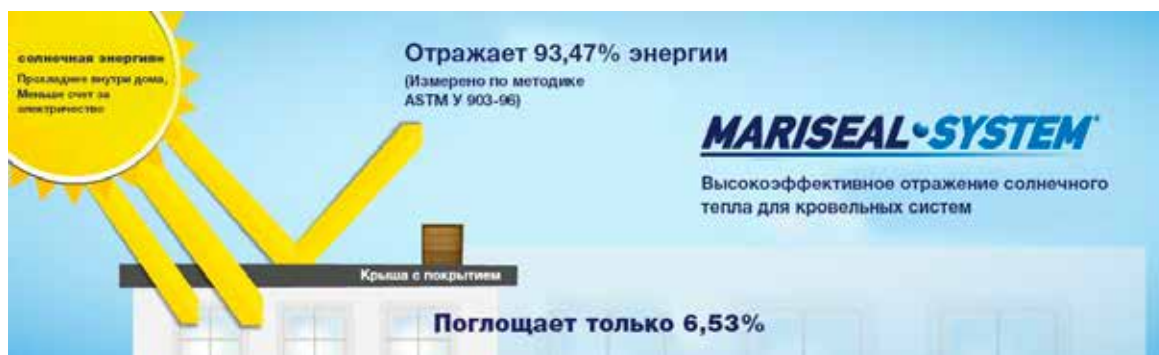 солнечная энергия=
Прохладнее внутри дома,
Меньше счет за
электричество
Отражает 93,47% энергии
(Измерено по методике
ASTM У 903-96)
MARISEAL SYSTEM
Высокоэффективное отражение солнечного
тепла для кровельных систем
Крыша с покрытием
Поглощает только 6,53%